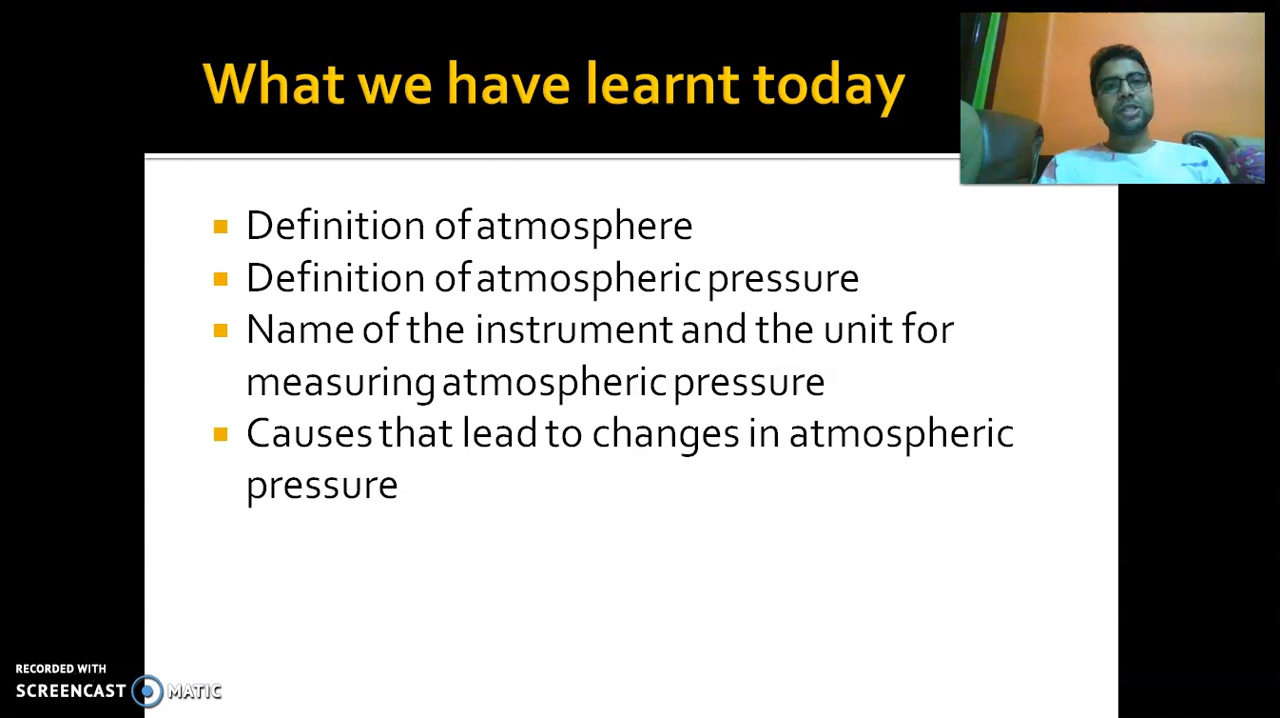 What we have learnt today
Definition of atmosphere
Definition of atmospheric pressure
Name of the instrument and the unit for
measuring atmospheric pressure
Causes that lead to changes in atmospheric
pressure
RECORDED WITH
SCREENCAST MATIC